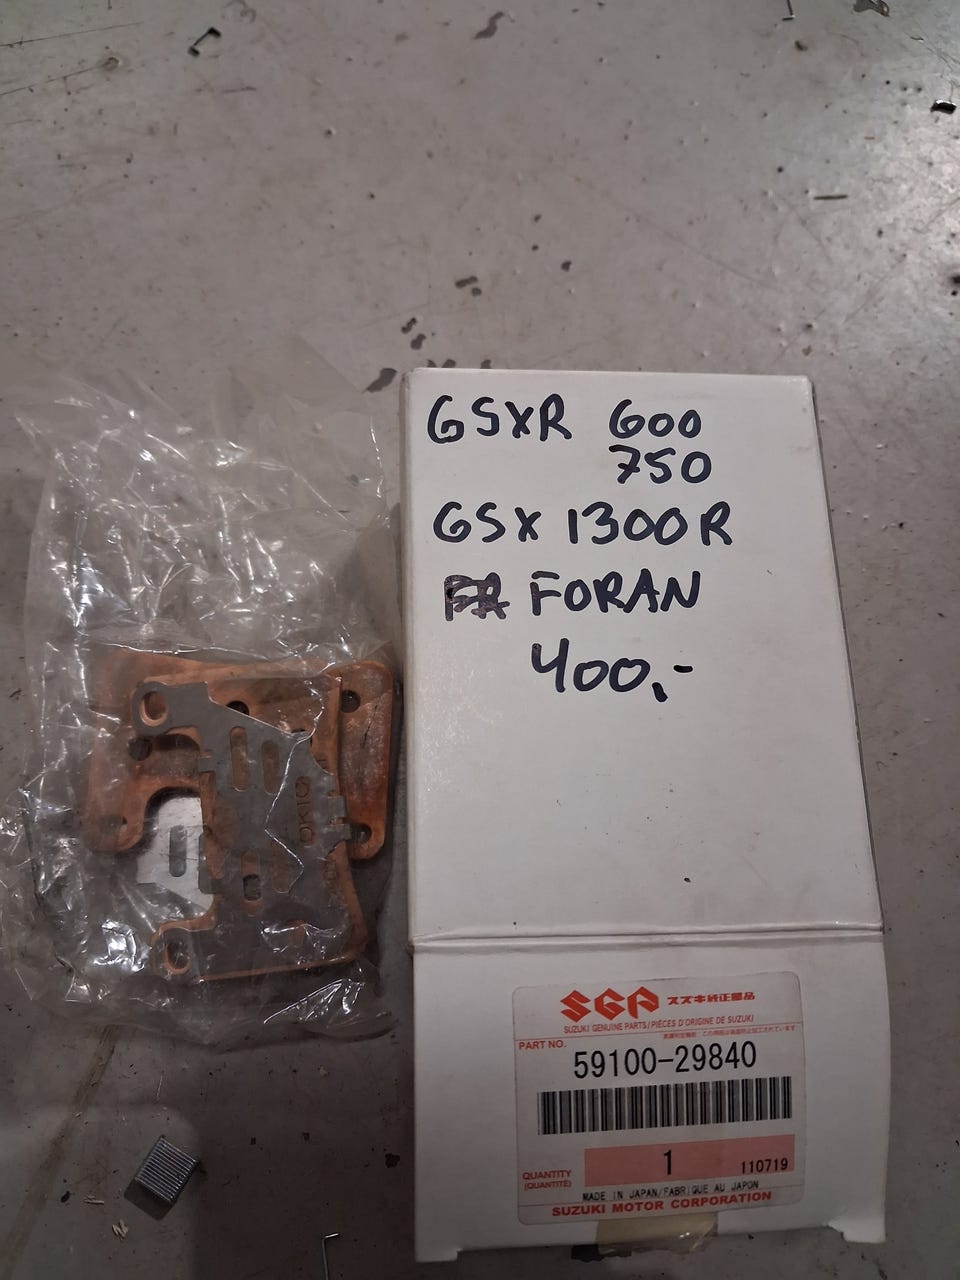 GSXR 600
750
GSX 1300R
FORAN
400,-
SGP スズキ純正部品
SUZUKI GENUINE PARTS/PIÈCES D'ORIGINE DE SUZUKI
PART NO.
59100-29840
QUANTITY
(QUANTITÉ)
1
110719
MADE IN JAPAN/FABRIQUE AU JAPON
SUZUKI MOTOR CORPORATION
TOKIO